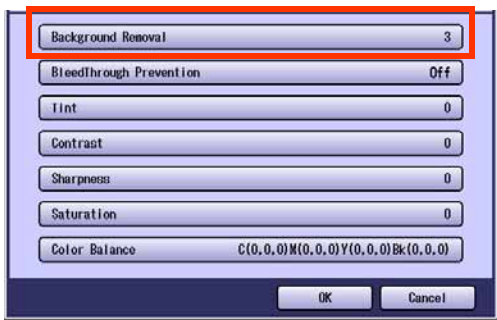 Background Removal 3
BleedThrough Prevention Off
Tint 0
Contrast 0
Sharpness 0
Saturation 0
Color Balance C(0,0,0)M(0,0,0)Y(0,0,0)Bk(0,0,0)
OK Cancel